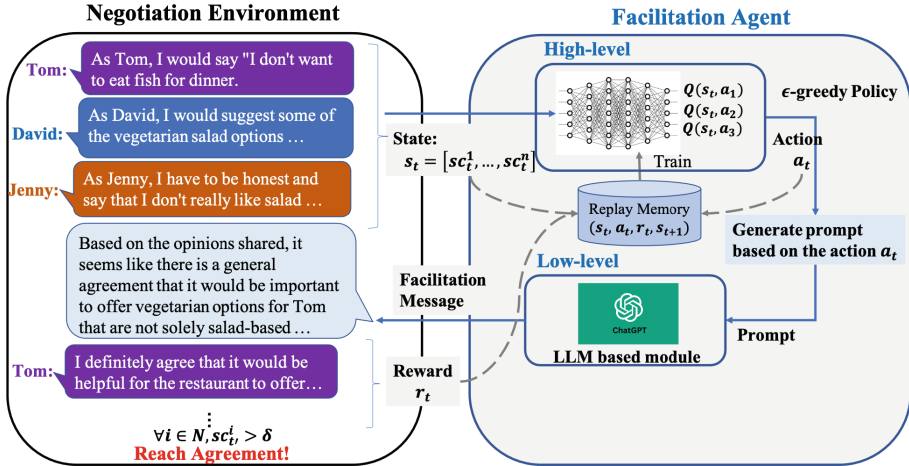 Negotiation Environment
Tom:
As Tom, I would say "I don't want
to eat fish for dinner.
David:
As David, I would suggest some of
the vegetarian salad options ...
Jenny:
As Jenny, I have to be honest and
say that I don't really like salad ...
Based on the opinions shared, it
seems like there is a general
agreement that it would be important
to offer vegetarian options for Tom
that are not solely salad-based ...
Tom:
I definitely agree that it would be
helpful for the restaurant to offer...
⋮
∀i ∈ N, sc_{t'}^i > δ
Reach Agreement!
State:
s_t = [sc_t^1, ..., sc_t^n]
Facilitation
Message
Reward
r_t
Facilitation Agent
High-level
Q(s_t, a_1)
Q(s_t, a_2)
Q(s_t, a_3)
ϵ-greedy Policy
Action
a_t
Train
Replay Memory
(s_t, a_t, r_t, s_{t+1})
Generate prompt
based on the action a_t
Low-level
ChatGPT
LLM based module
Prompt